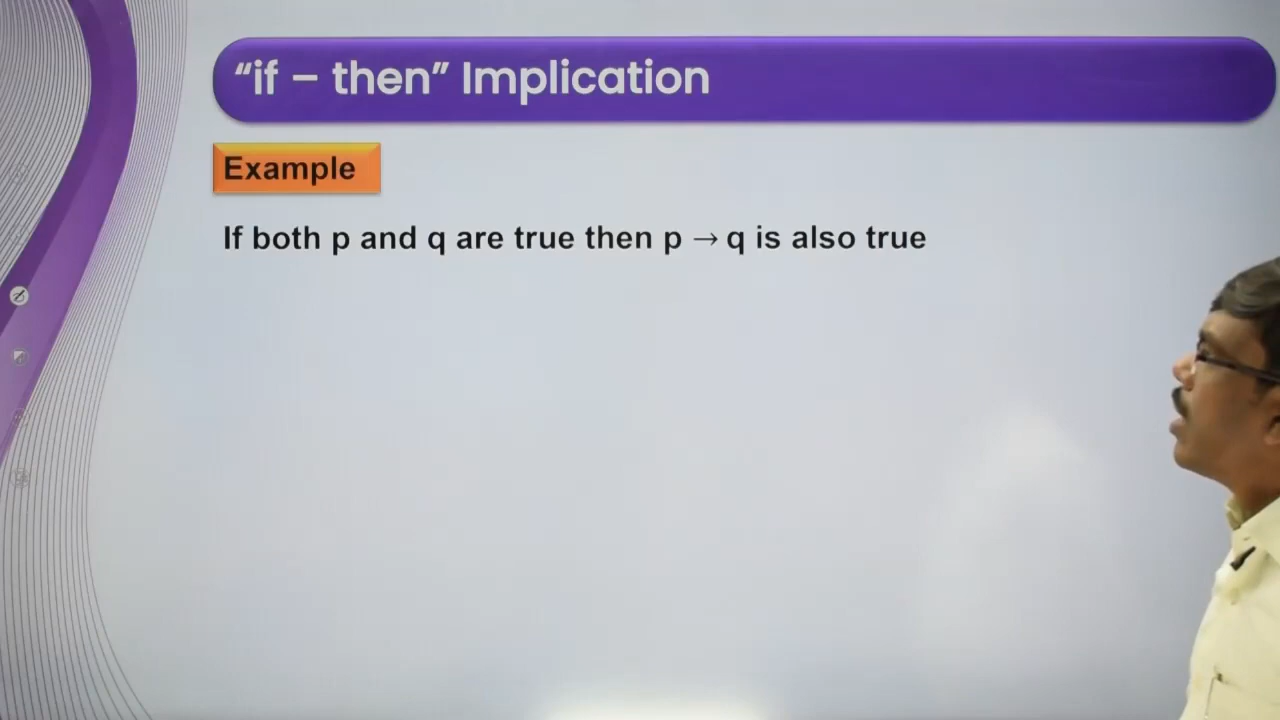 “if – then” Implication
Example
If both p and q are true then p → q is also true